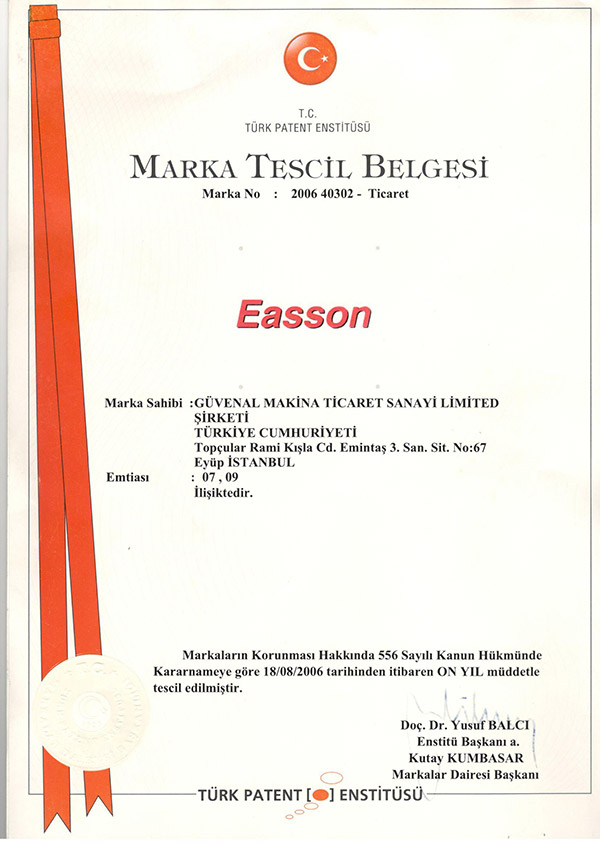 T.C.
TÜRK PATENT ENSTİTÜSÜ
MARKA TESCİL BELGESİ
Marka No : 2006 40302 - Ticaret
Easson
Marka Sahibi :GÜVENAL MAKİNA TİCARET SANAYİ LİMITED
ŞİRKETİ
TÜRKİYE CUMHURİYETİ
Topçular Rami Kışla Cd. Emintaş 3. San. Sit. No:67
Eyüp İSTANBUL
Emtiası : 07 , 09
İlişiktedir.
Markaların Korunması Hakkında 556 Sayılı Kanun Hükmünde
Kararnameye göre 18/08/2006 tarihinden itibaren ON YIL müddetle
tescil edilmiştir.
Doç. Dr. Yusuf BALCI
Enstitü Başkanı a.
Kutay KUMBASAR
Markalar Dairesi Başkanı
TÜRK PATENT [ ] ENSTİTÜSÜ